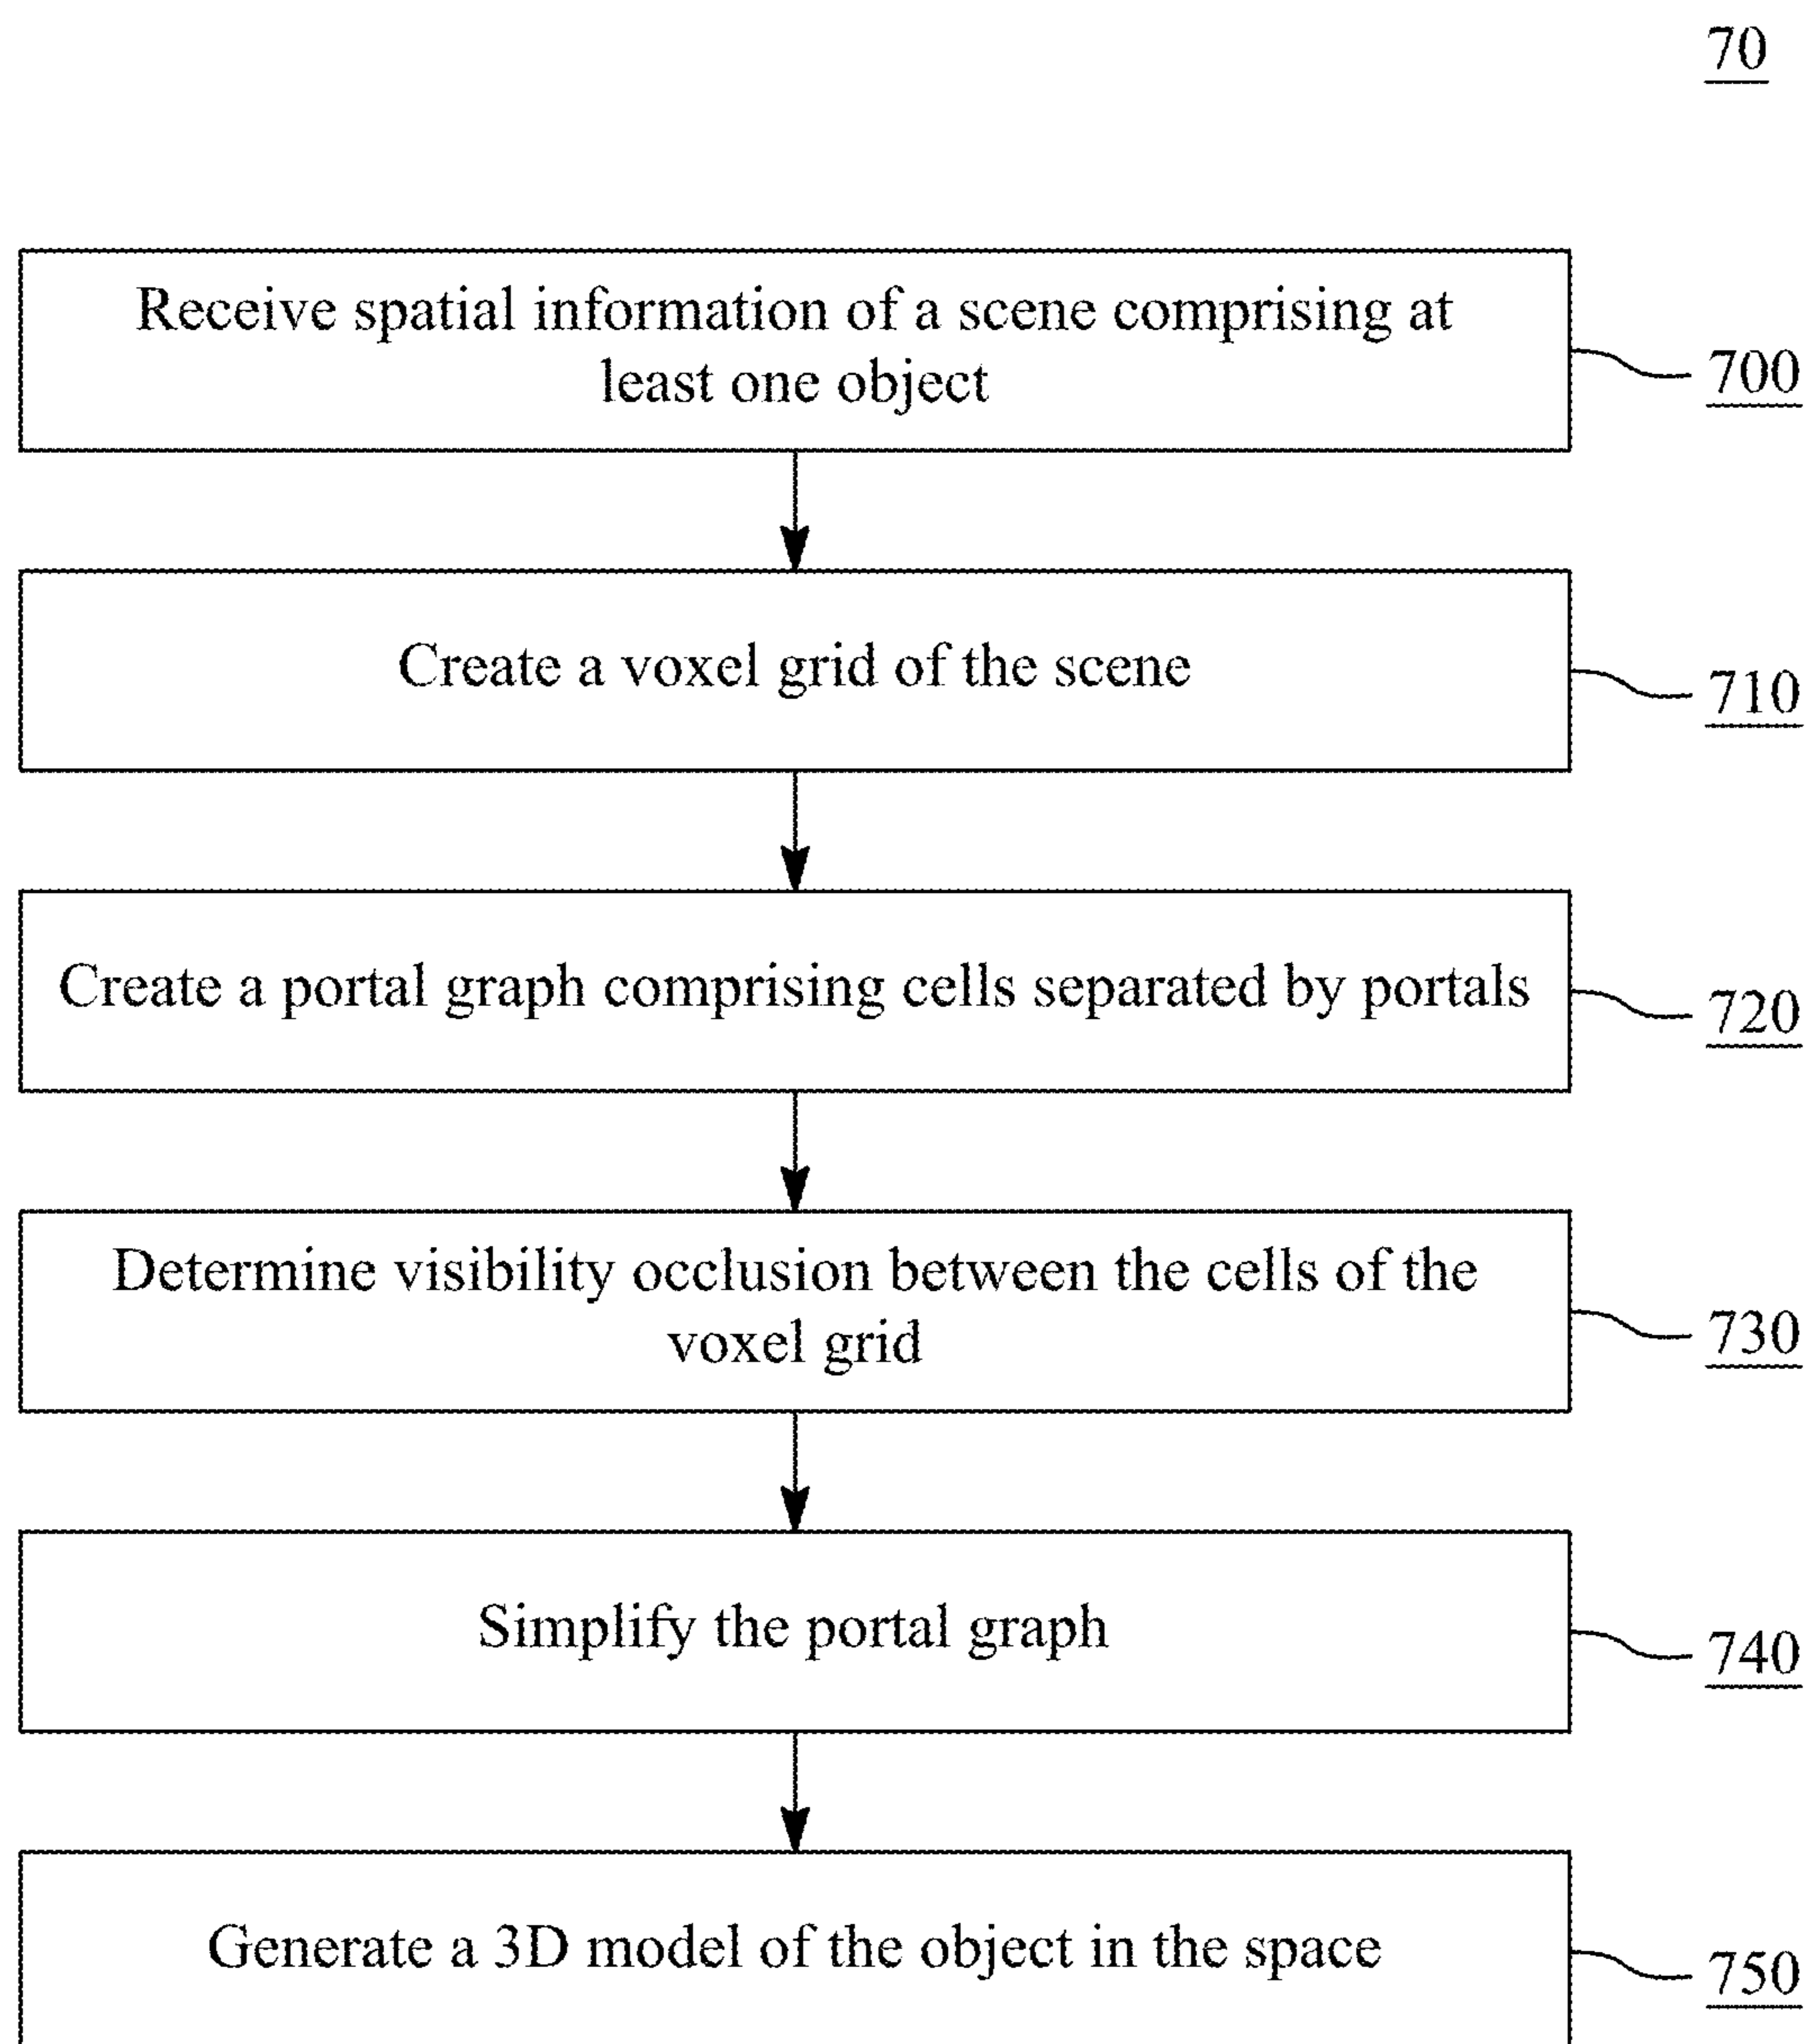 70
Receive spatial information of a scene comprising at
least one object
700
Create a voxel grid of the scene
710
Create a portal graph comprising cells separated by portals
720
Determine visibility occlusion between the cells of the
voxel grid
730
Simplify the portal graph
740
Generate a 3D model of the object in the space
750